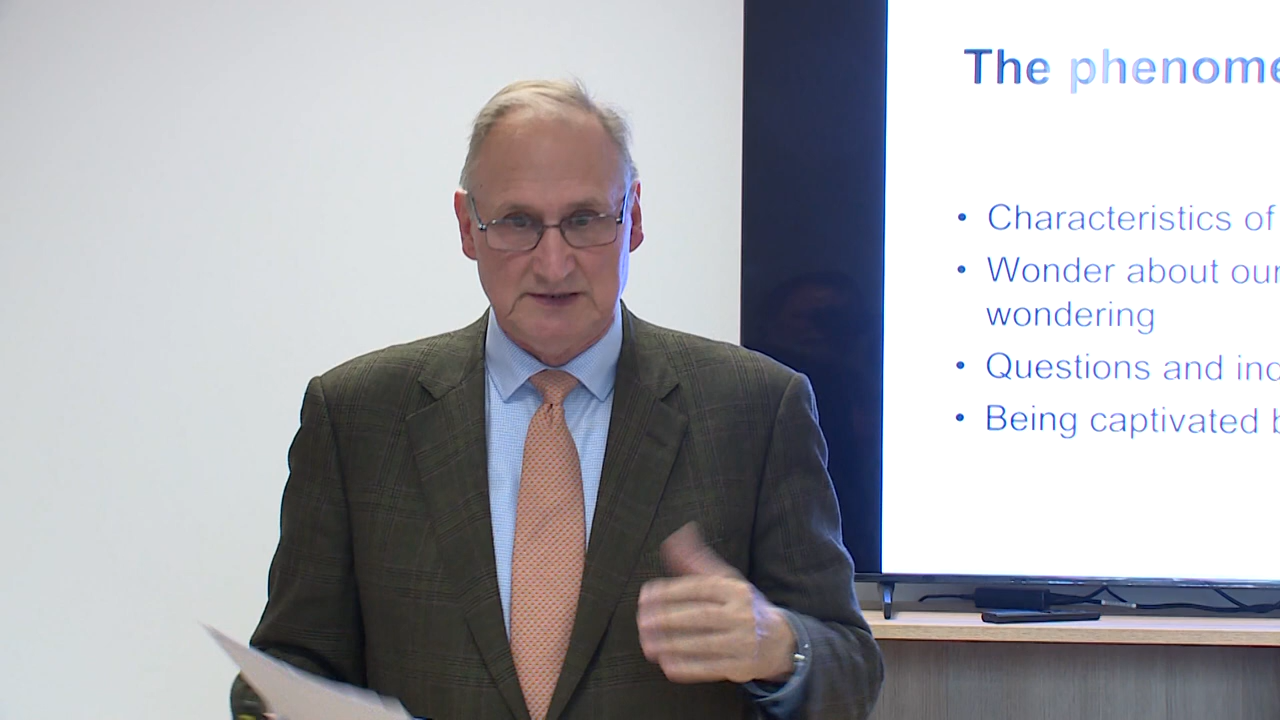 The phenome
• Characteristics of
• Wonder about our
wondering
• Questions and inc
• Being captivated b